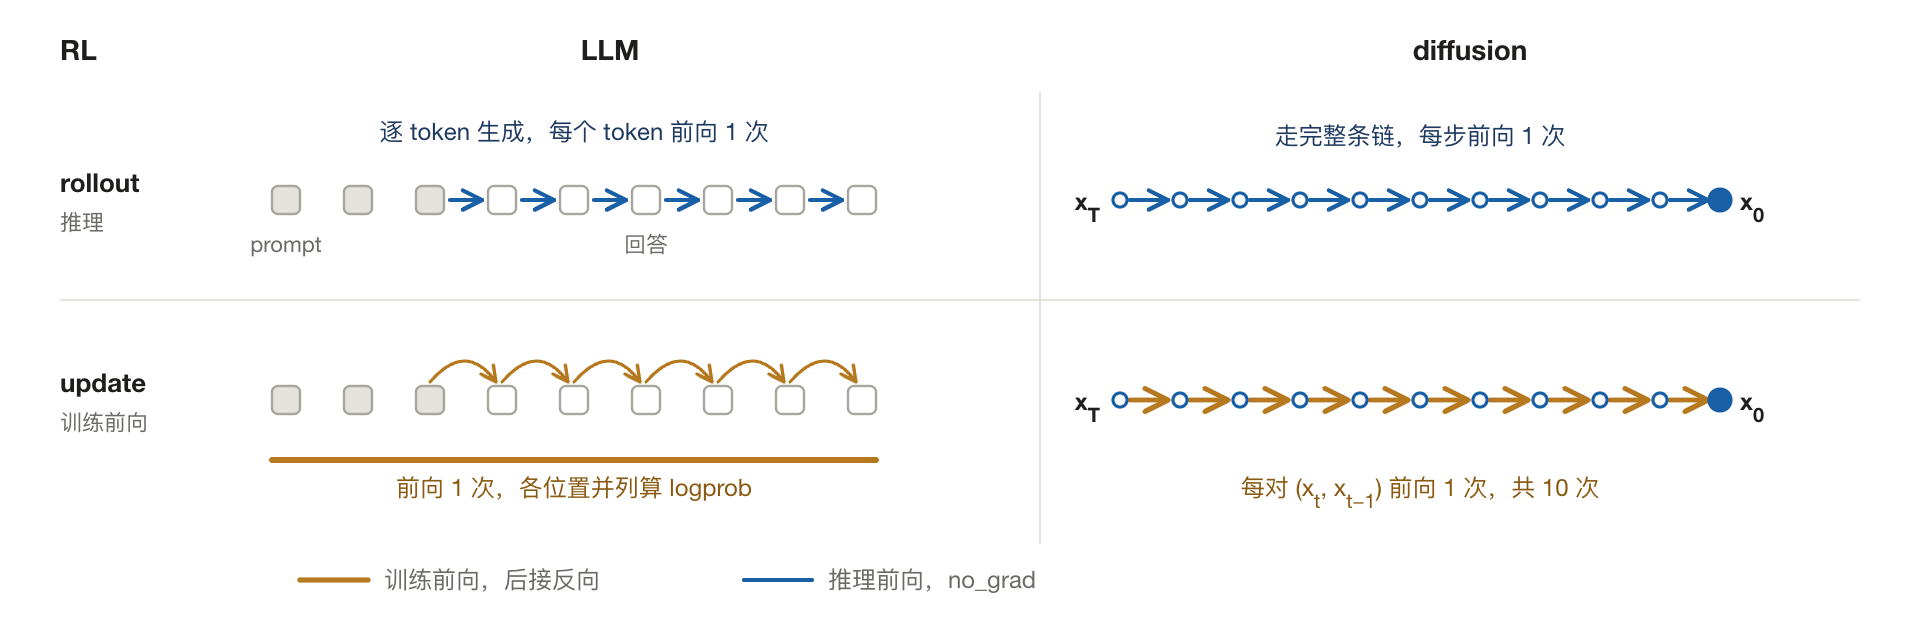 RL
LLM
diffusion
逐 token 生成，每个 token 前向 1 次
走完整条链，每步前向 1 次
rollout
推理
prompt
回答
x_T
x_0
update
训练前向
x_T
x_0
前向 1 次，各位置并列算 logprob
每对 (x_t, x_t−1) 前向 1 次，共 10 次
训练前向，后接反向
推理前向，no_grad